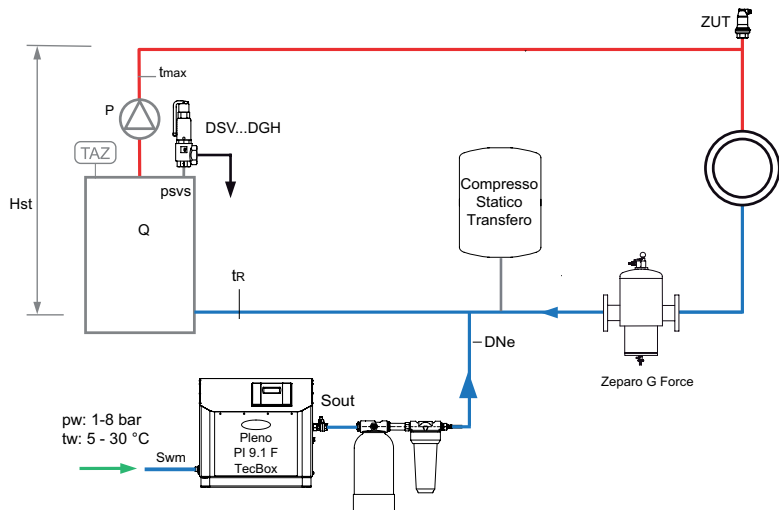 ZUT
tmax
P
DSV...DGH
TAZ
psvs
Hst
Q
Compresso
Statico
Transfero
tR
DNe
Zeparo G Force
Sout
pw: 1-8 bar
tw: 5 - 30 °C
Swm
Pleno
PI 9.1 F
TecBox